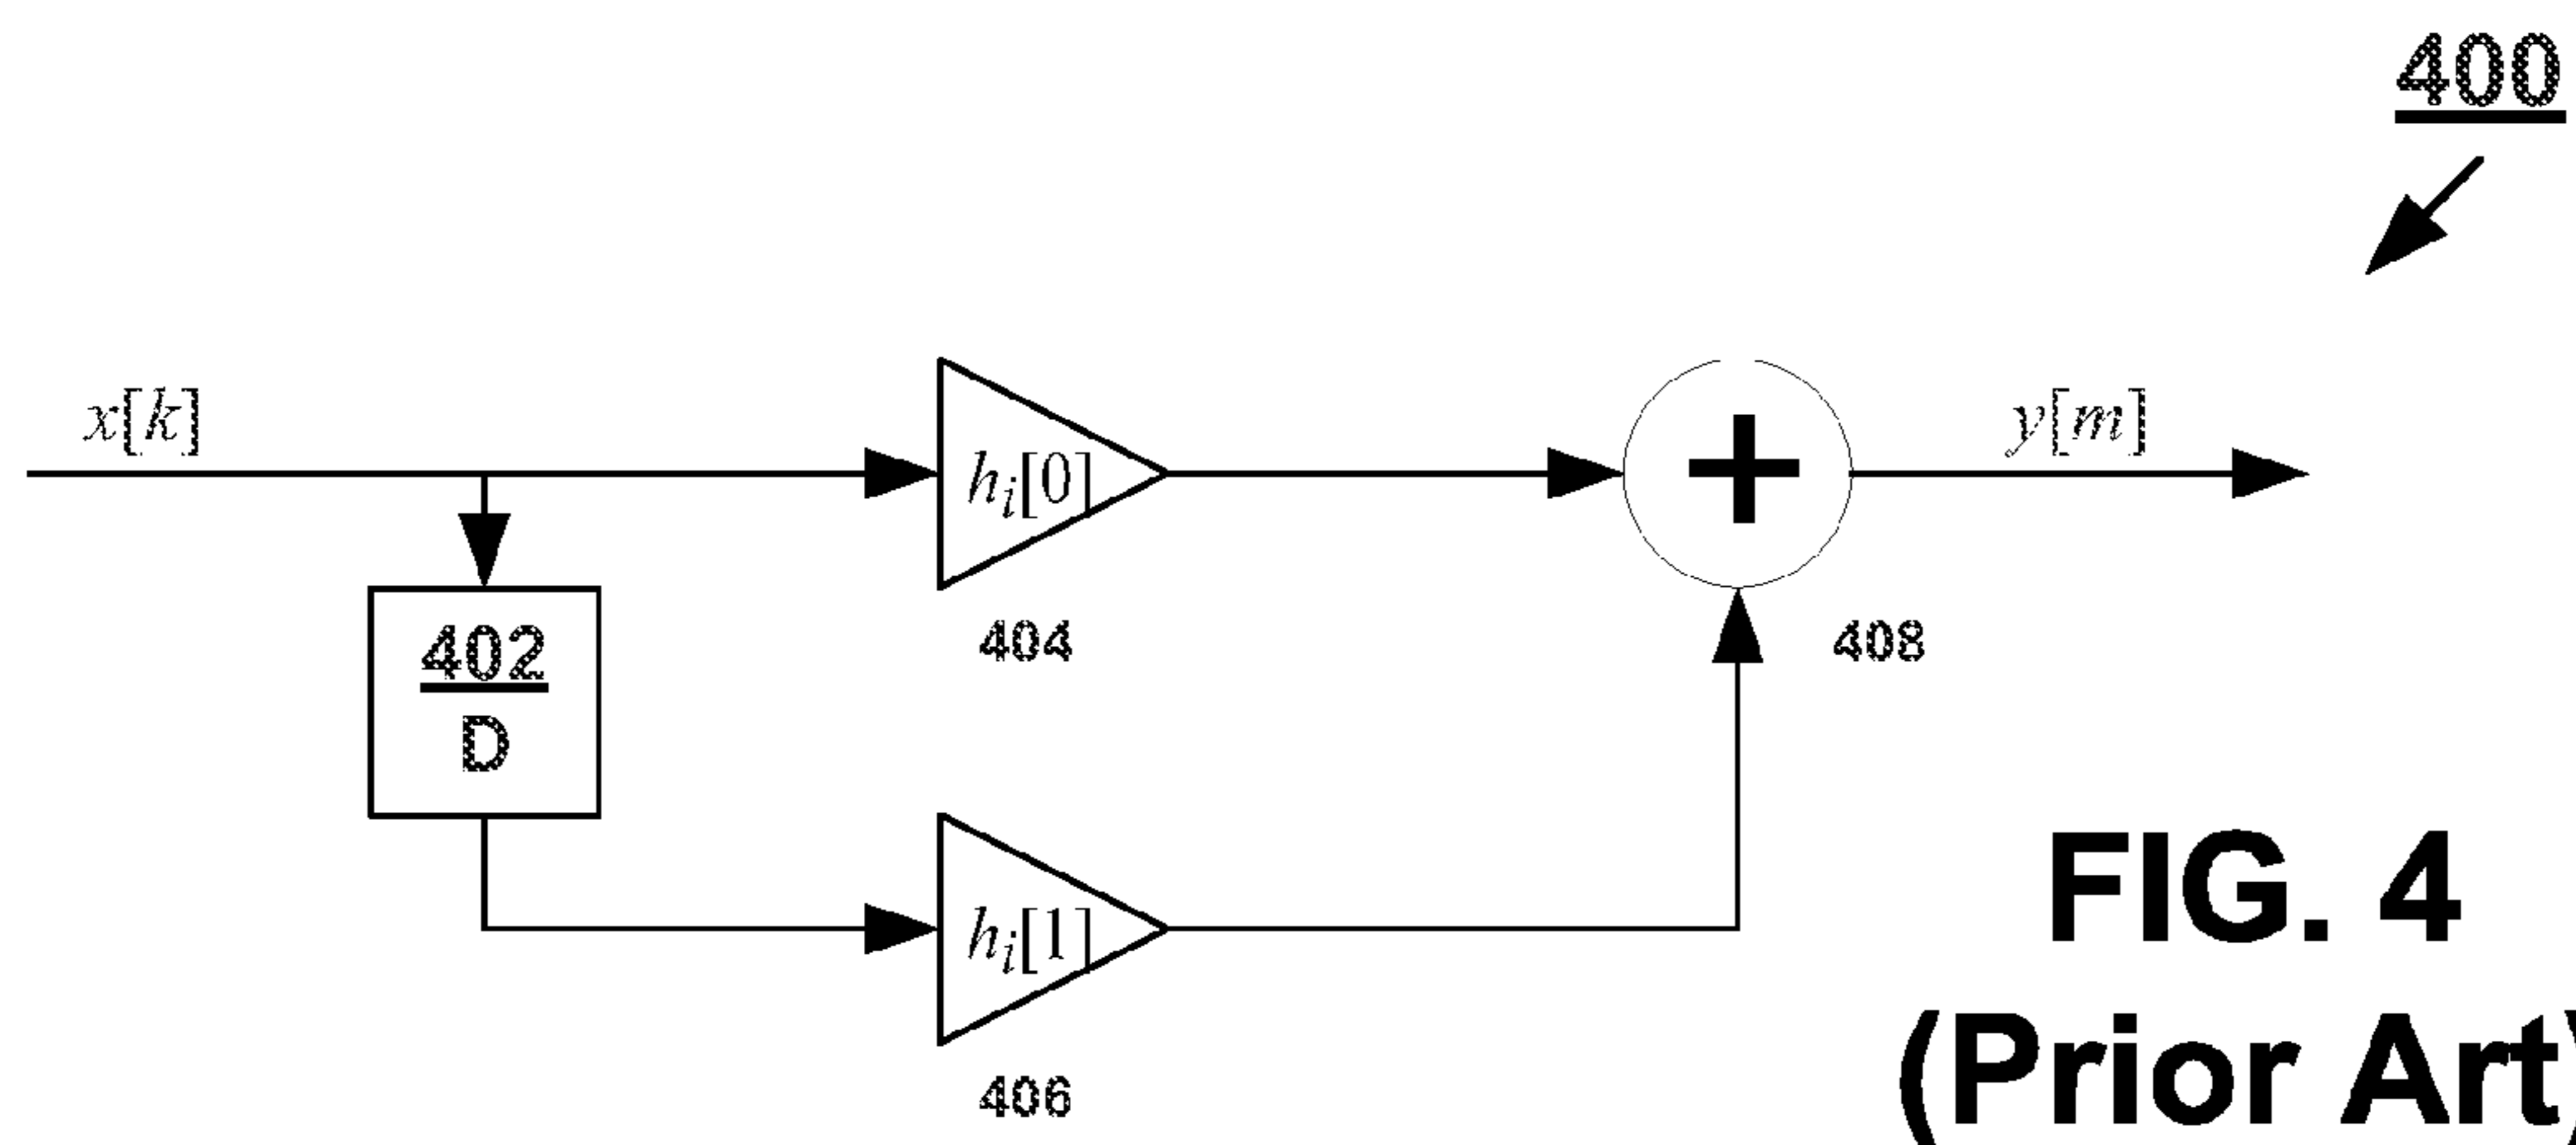 400
x[k]
h_i[0]
+
y[m]
402
D
404
408
h_i[1]
406
FIG. 4
(Prior Art)